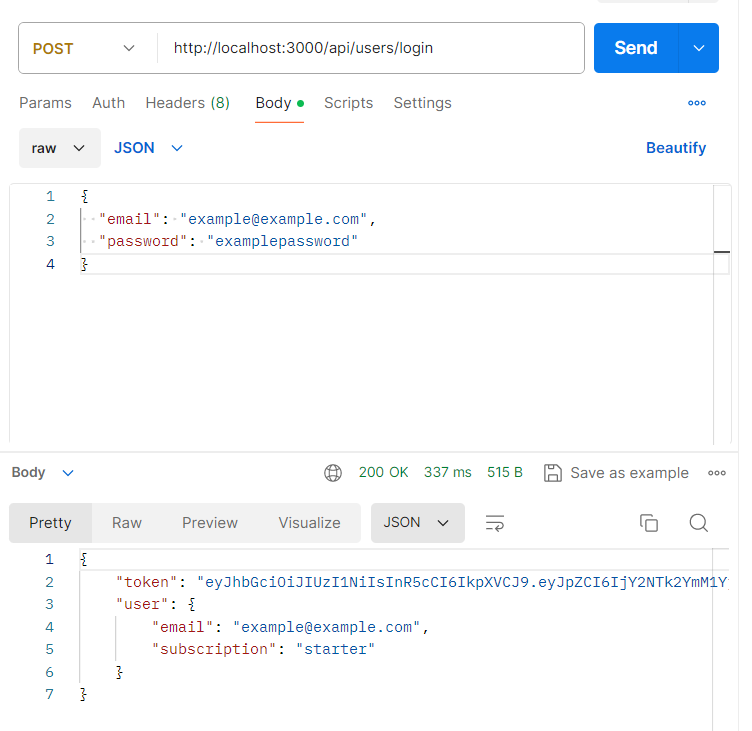 POST http://localhost:3000/api/users/login Send
Params Auth Headers (8) Body Scripts Settings
raw JSON Beautify
1 {
2 "email": "example@example.com",
3 "password": "examplepassword"
4 }
Body 200 OK 337 ms 515 B Save as example
Pretty Raw Preview Visualize JSON
1 {
2 "token": "eyJhbGciOiJIUzI1NiIsInR5cCI6IkpXVCJ9.eyJpZCI6IjY2NTk2YmM1Y
3 "user": {
4 "email": "example@example.com",
5 "subscription": "starter"
6 }
7 }